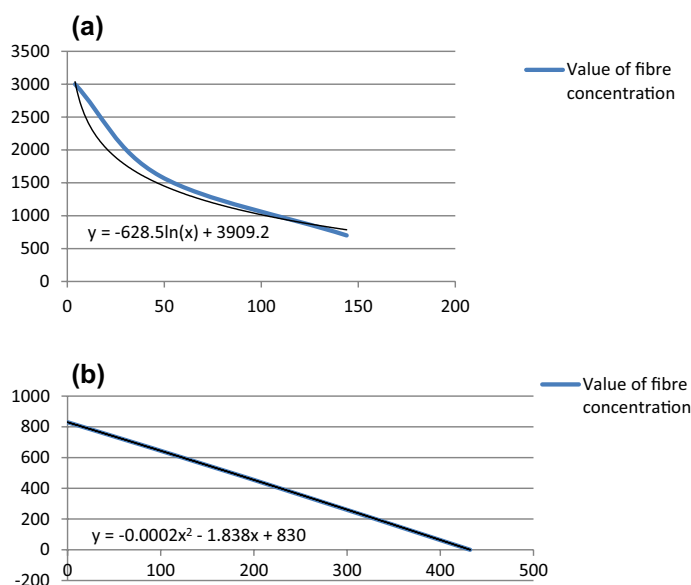 (a)
3500
3000
2500
2000
1500
1000
500
0
y = -628.5ln(x) + 3909.2
0 50 100 150 200
Value of fibre
concentration
(b)
1000
800
600
400
200
0
-200
y = -0.0002x² - 1.838x + 830
0 100 200 300 400 500
Value of fibre
concentration